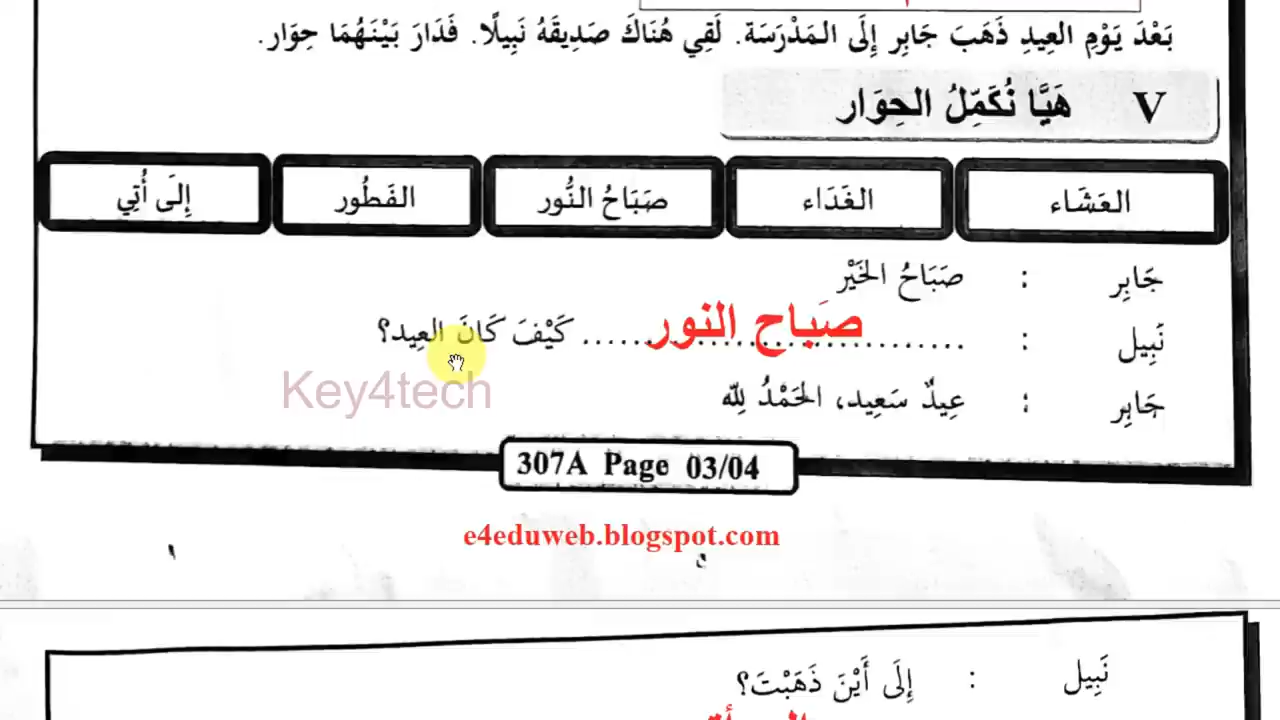 بَعْدَ يَوْمِ العِيدِ ذَهَبَ جَابِر إِلَى المَدْرَسَة. لَقِي هُنَاكَ صَدِيقَهُ نَبِيلًا. فَدَارَ بَيْنَهُمَا حِوَار.
V هَيَّا نُكَمِّلُ الحِوَار
العَشَاء الغَدَاء صَبَاحُ النُّور الفَطُور إِلَى أُتِي
جَابِر : صَبَاحُ الخَيْر
نَبِيل : صَباح النور كَيْفَ كَانَ العِيد؟
جَابِر : عِيدٌ سَعِيد، الحَمْدُ لِلّه
Key4tech
307A Page 03/04
e4eduweb.blogspot.com
نَبِيل : إِلَى أَيْنَ ذَهَبْتَ؟